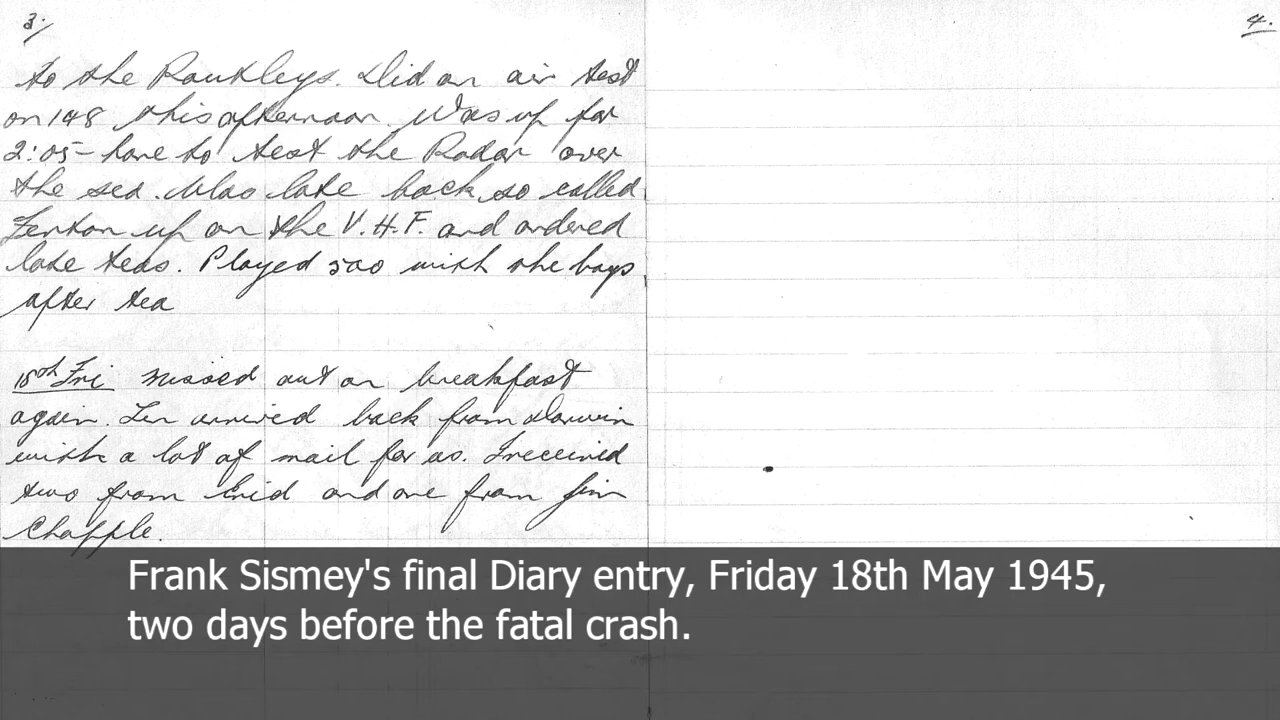 3.
to the Rankleys. Did an air test
on 148 this afternoon. Was up for
2:05 - have to test the Radar over
the sea. Was late back so called
Fenton up on the V.H.F. and ordered
late teas. Played 500 with the boys
after tea
18th Fri missed out on breakfast
again. Len arrived back from Darwin
with a lot of mail for us. I received
two from Enid and one from Jim
Chapple.
4.
Frank Sismey's final Diary entry, Friday 18th May 1945,
two days before the fatal crash.